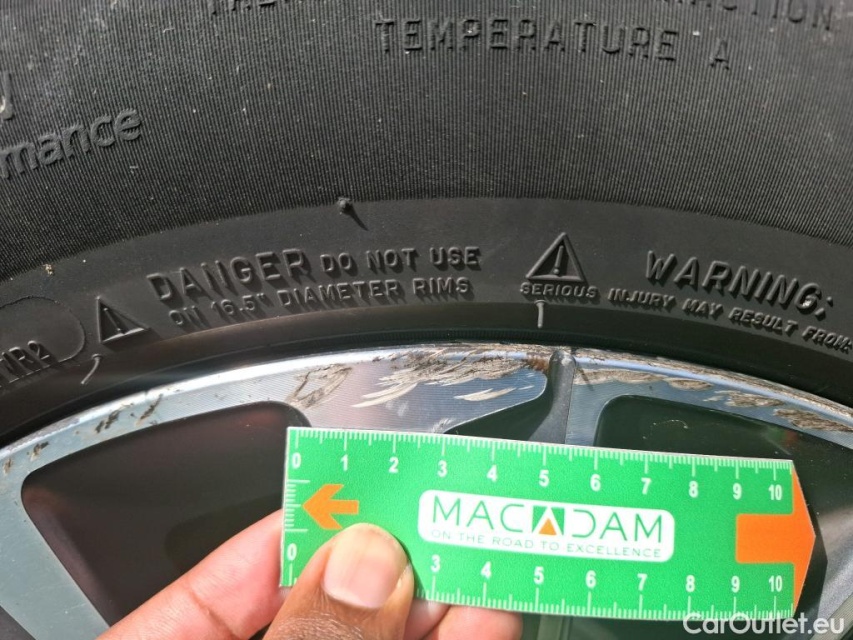 TEMPERATURE A
mance
DANGER DO NOT USE
ON 16.5" DIAMETER RIMS
WARNING:
SERIOUS INJURY MAY RESULT FROM:
0 1 2 3 4 5 6 7 8 9 10
MACADAM
ON THE ROAD TO EXCELLENCE
0 3 4 5 6 7 8 9 10
CarOutlet.eu